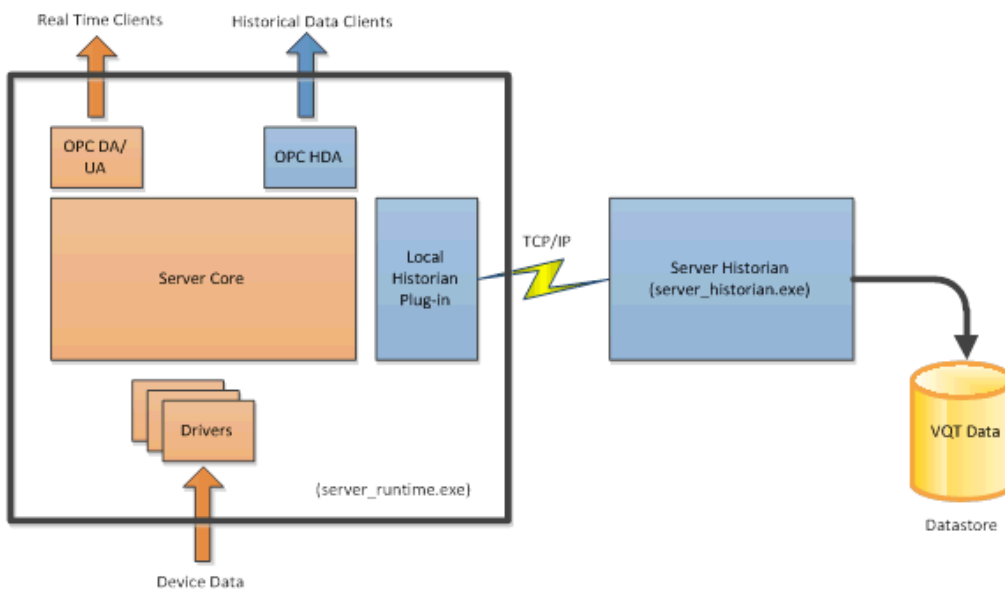 Real Time Clients
Historical Data Clients
OPC DA/
UA
OPC HDA
Server Core
Local
Historian
Plug-in
TCP/IP
Server Historian
(server_historian.exe)
Drivers
VQT Data
(server_runtime.exe)
Datastore
Device Data